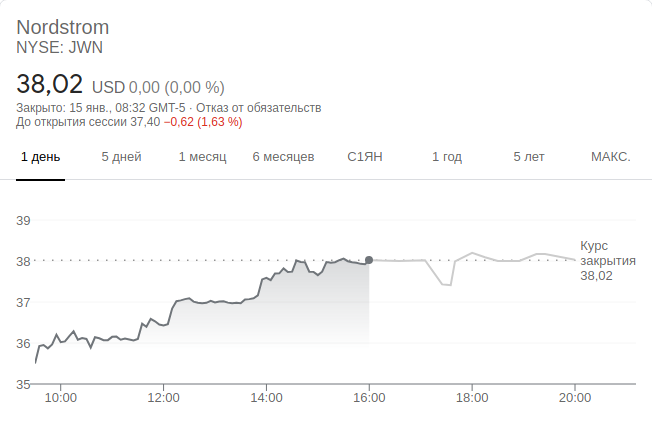 Nordstrom
NYSE: JWN
38,02 USD 0,00 (0,00 %)
Закрыто: 15 янв., 08:32 GMT-5 · Отказ от обязательств
До открытия сессии 37,40 −0,62 (1,63 %)
1 день 5 дней 1 месяц 6 месяцев С1ЯН 1 год 5 лет МАКС.
39
38
37
36
35
Курс
закрытия
38,02
10:00 12:00 14:00 16:00 18:00 20:00